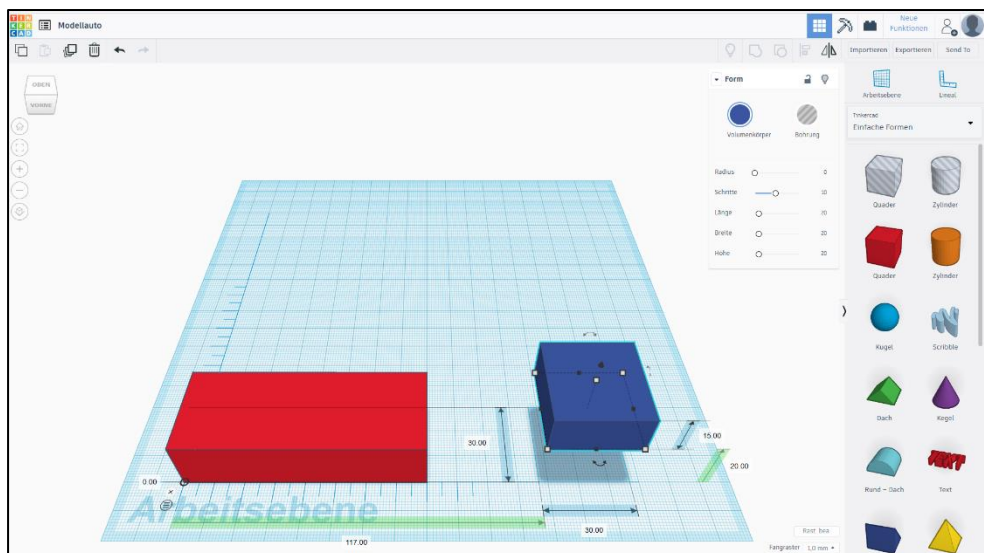 TIN
KER
CAD
Modellauto
Neue
Funktionen
Importieren Exportieren Send to
OBEN
VORNE
Form
Volumenkörper
Bohrung
Radius 0
Schritte 10
Länge 20
Breite 20
Höhe 20
Arbeitsebene
Lineal
Tinkercad
Einfache Formen
Quader
Zylinder
Quader
Zylinder
Kugel
Scribble
Dach
Kegel
Rund – Dach
Text
30.00
15.00
20.00
0.00
Arbeitsebene
117.00
30.00
Fangraster 1,0 mm